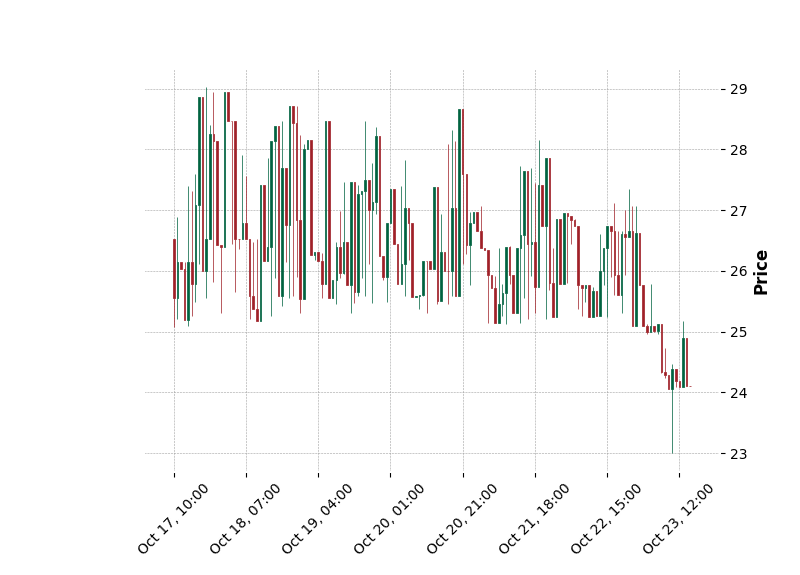 29
28
27
26
25
24
23
Price
Oct 17, 10:00
Oct 18, 07:00
Oct 19, 04:00
Oct 20, 01:00
Oct 20, 21:00
Oct 21, 18:00
Oct 22, 15:00
Oct 23, 12:00